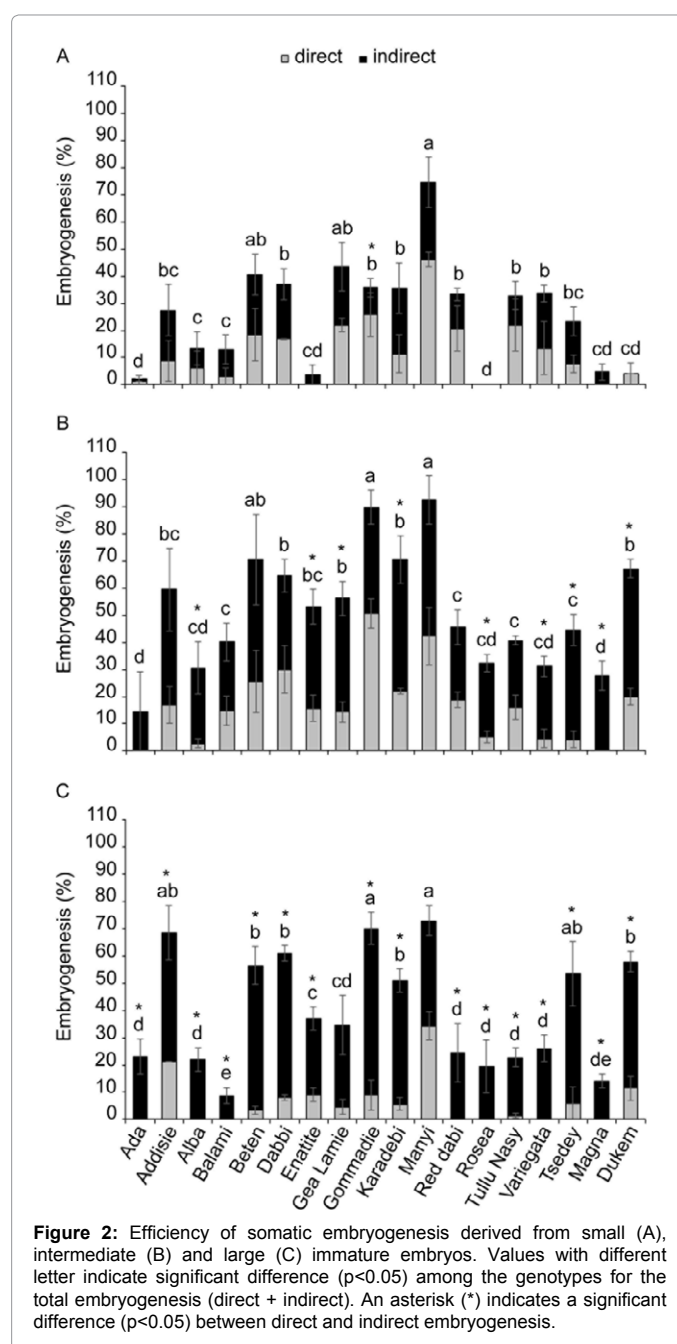 A
direct indirect
Embryogenesis (%)
110
100
90
80
70
60
50
40
30
20
10
0
d bc c c ab b cd ab * b b a b d b b bc cd cd
B
Embryogenesis (%)
110
100
90
80
70
60
50
40
30
20
10
0
d bc * cd c ab b * bc * b a * b a c * cd c * cd * c * d * b
C
Embryogenesis (%)
110
100
90
80
70
60
50
40
30
20
10
0
* d * ab * d * e * b * b * c cd * a * b a * d * d * d * d * ab * de * b
Ada Addisie Alba Balami Beten Dabbi Enatite Gea Lamie Gommadie Karadebi Manyi Red dabi Rosea Tullu Nasy Variegata Tsedey Magna Dukem
Figure 2: Efficiency of somatic embryogenesis derived from small (A),
intermediate (B) and large (C) immature embryos. Values with different
letter indicate significant difference (p<0.05) among the genotypes for the
total embryogenesis (direct + indirect). An asterisk (*) indicates a significant
difference (p<0.05) between direct and indirect embryogenesis.